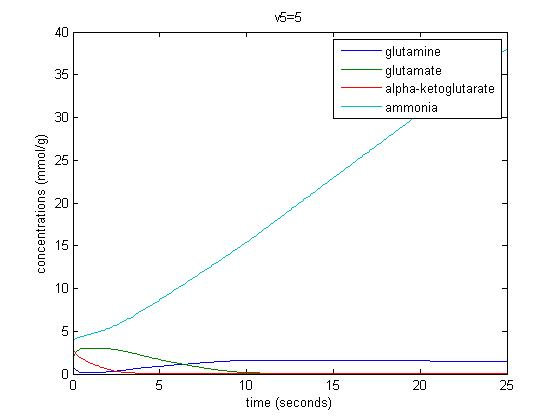 v5=5
glutamine
glutamate
alpha-ketoglutarate
ammonia
concentrations (mmol/g)
40
35
30
25
20
15
10
5
0
0 5 10 15 20 25
time (seconds)